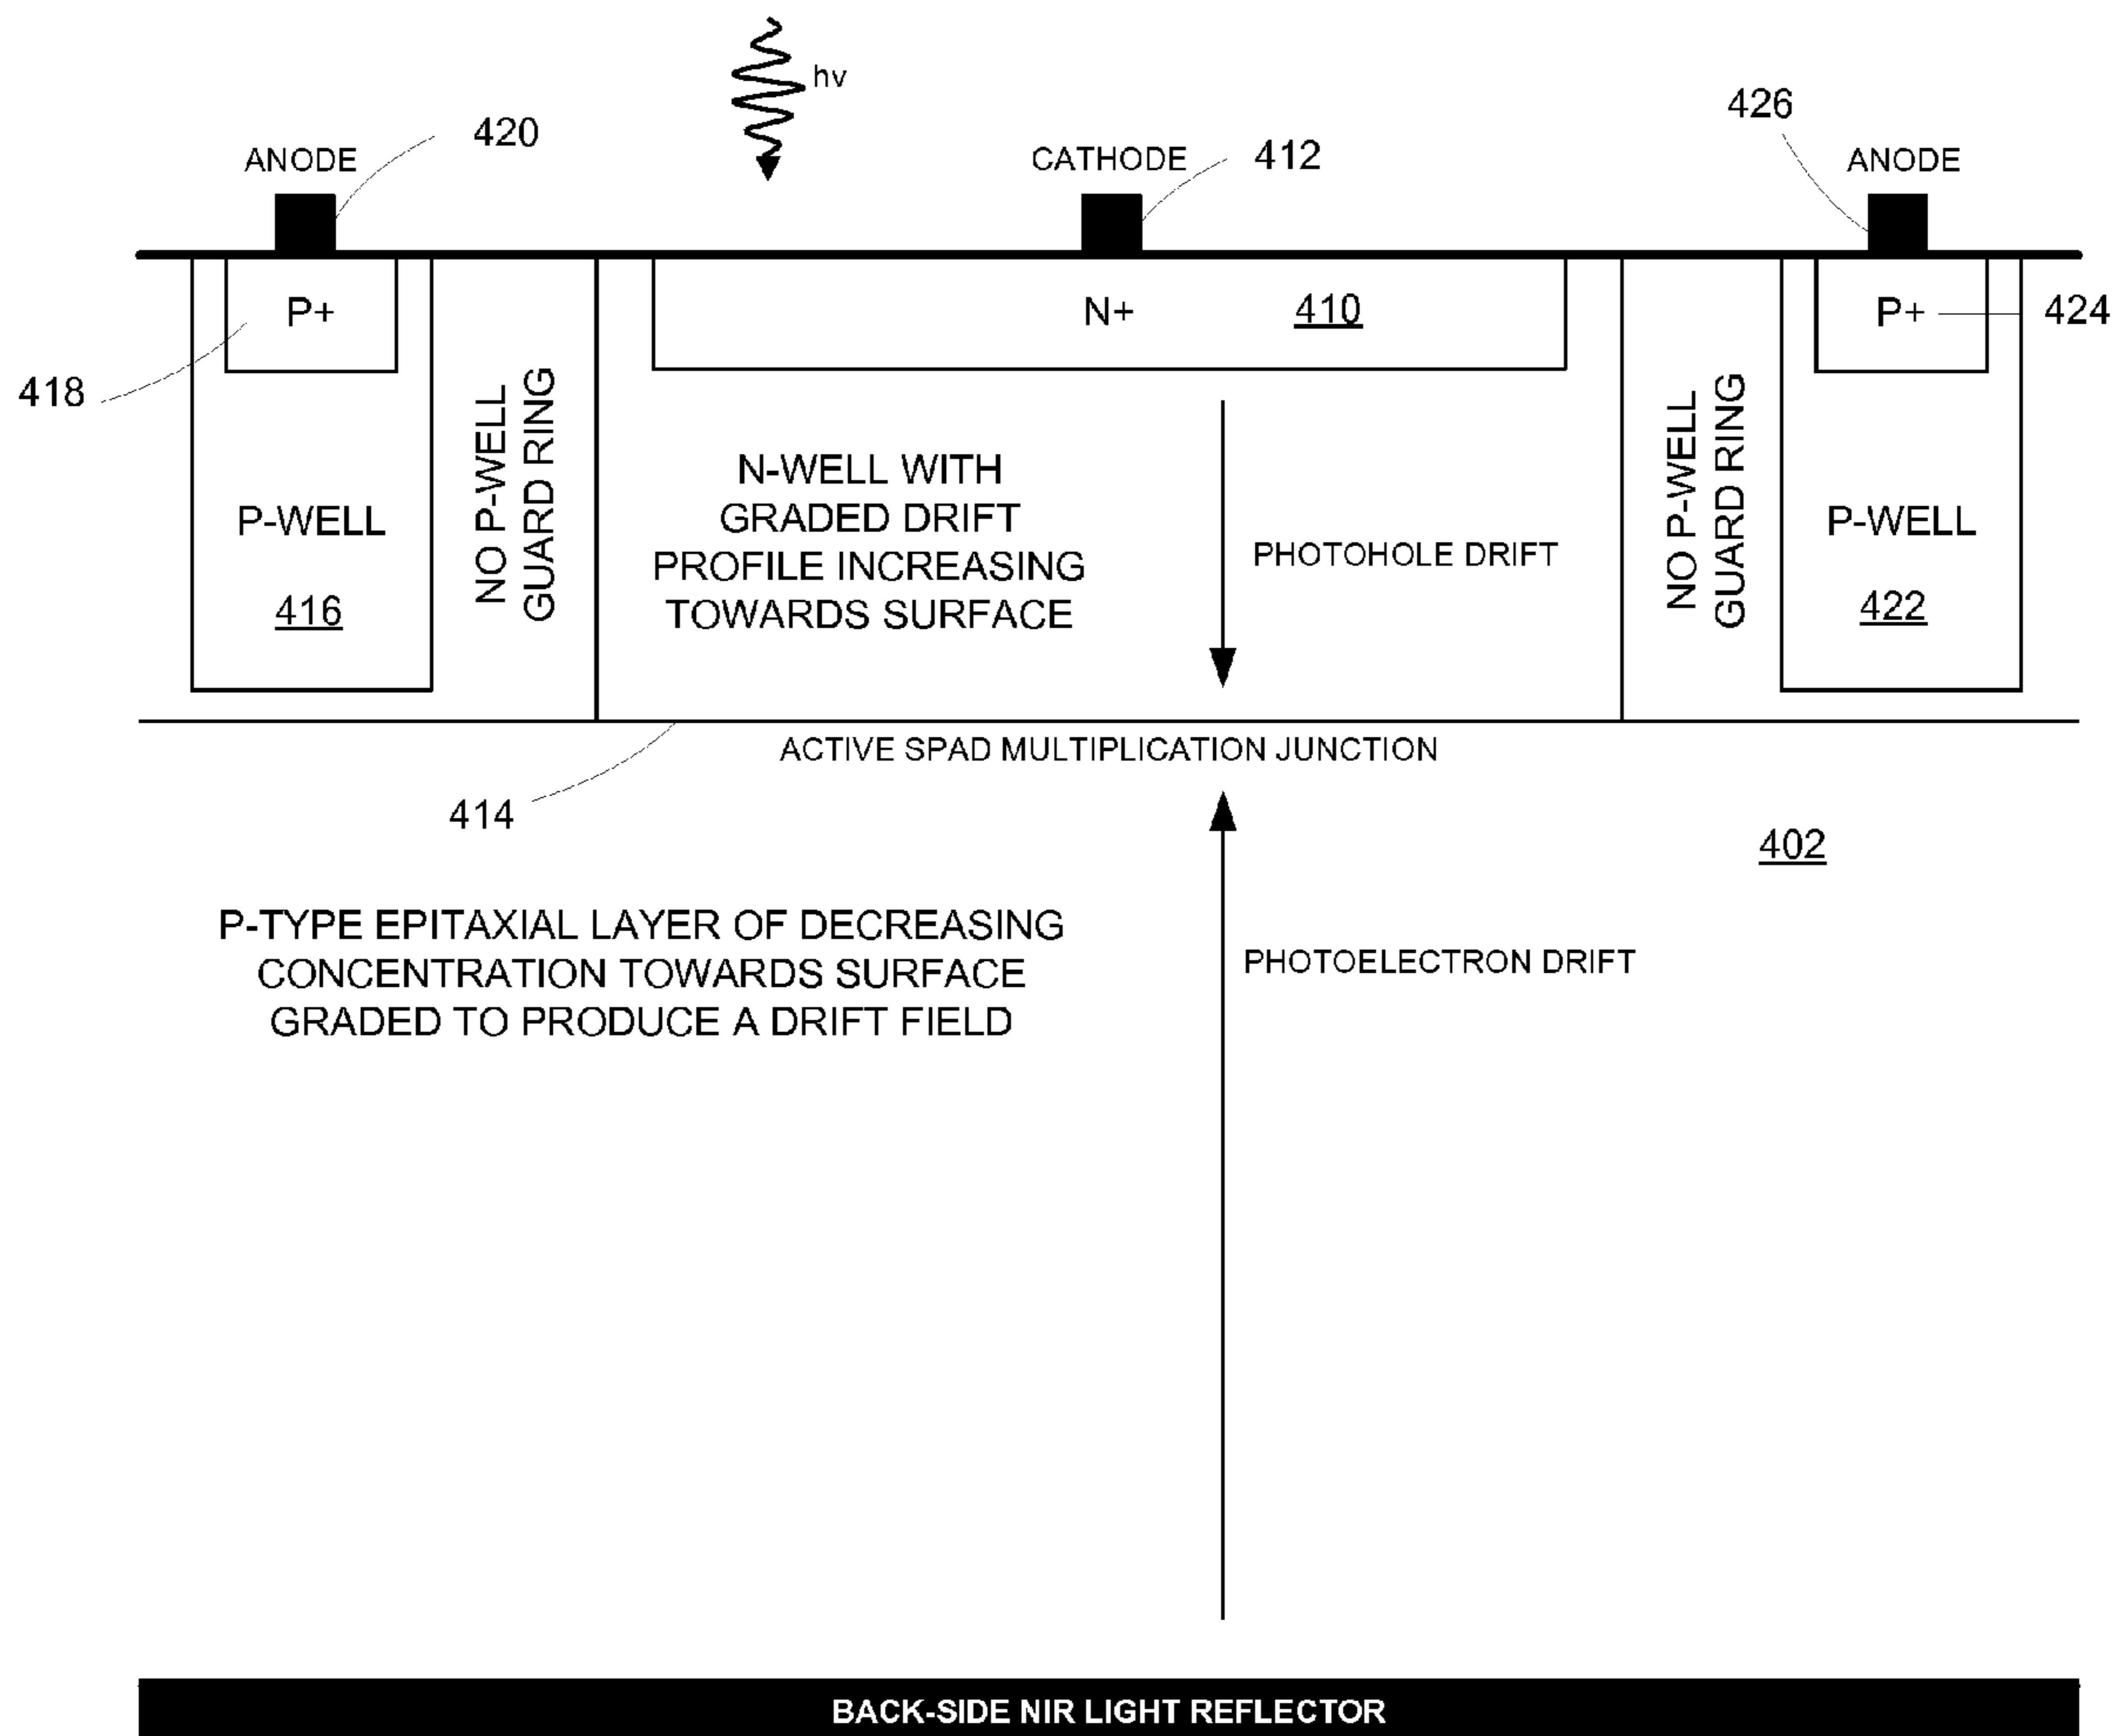 hv
426
420
ANODE
CATHODE
412
ANODE
P+
N+
410
P+
424
418
NO P-WELL
GUARD RING
N-WELL WITH
GRADED DRIFT
PROFILE INCREASING
TOWARDS SURFACE
PHOTOHOLE DRIFT
NO P-WELL
GUARD RING
P-WELL
416
P-WELL
422
ACTIVE SPAD MULTIPLICATION JUNCTION
414
402
P-TYPE EPITAXIAL LAYER OF DECREASING
CONCENTRATION TOWARDS SURFACE
GRADED TO PRODUCE A DRIFT FIELD
PHOTOELECTRON DRIFT
BACK-SIDE NIR LIGHT REFLECTOR